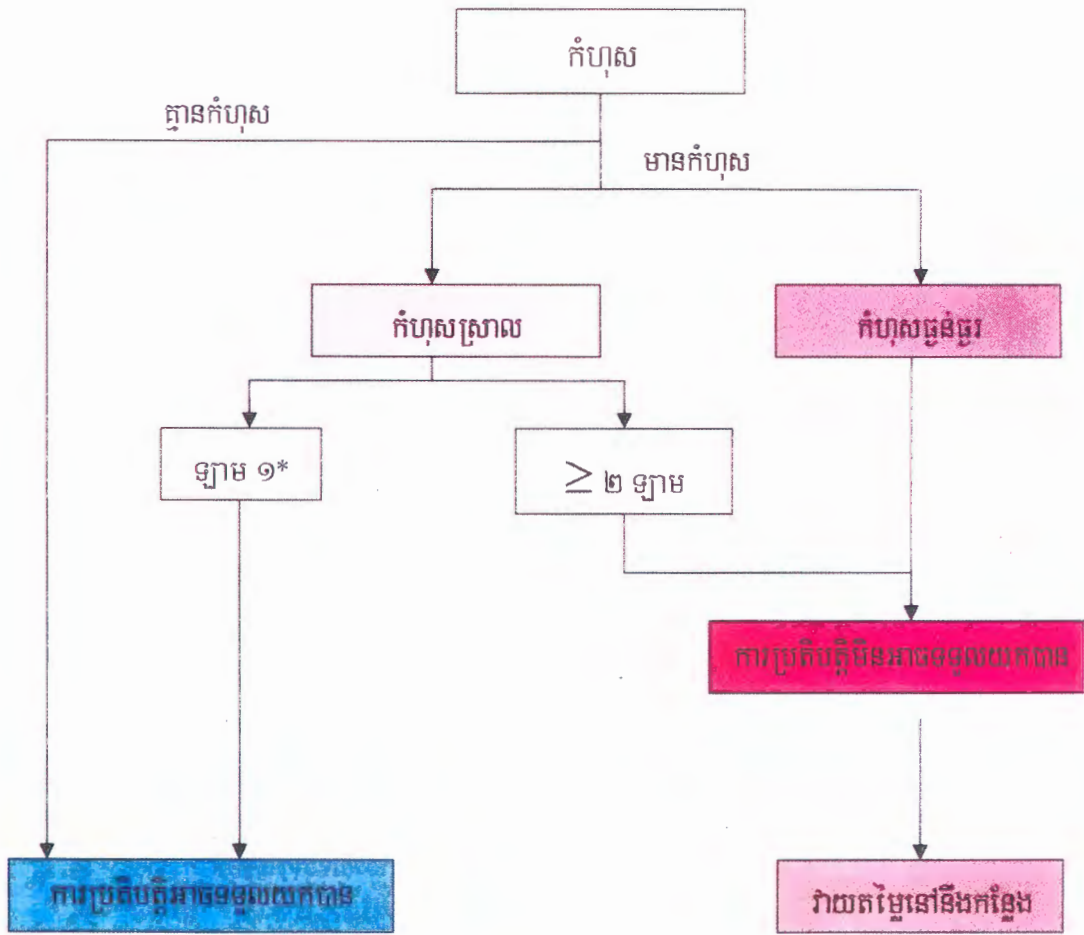 កំហុស
គ្មានកំហុស
មានកំហុស
កំហុសស្រាល
កំហុសធ្ងន់ធ្ងរ
ឡាម ១*
≥ ២ ឡាម
ការប្រតិបត្តិមិនអាចទទួលយកបាន
ការប្រតិបត្តិអាចទទួលយកបាន
វាយតម្លៃនៅនឹងកន្លែង